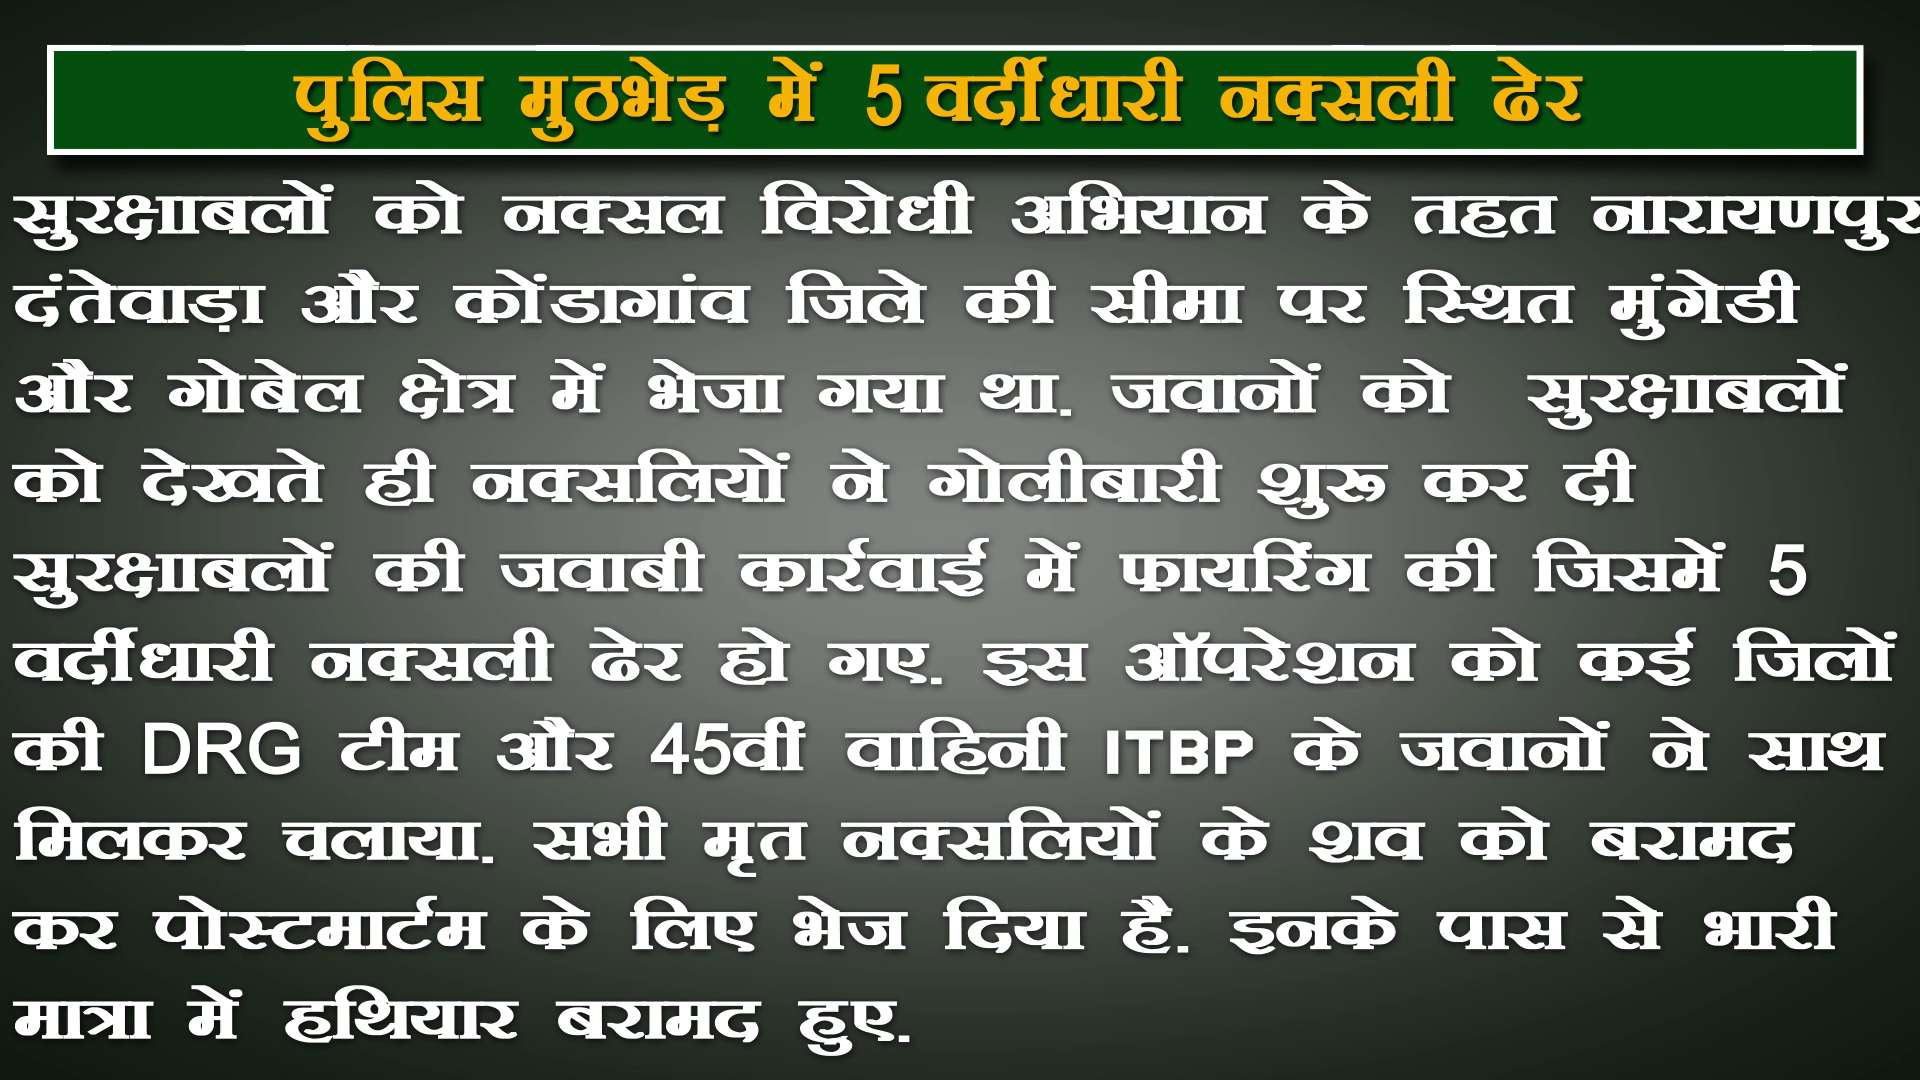 पुलिस मुठभेड़ में 5 वर्दीधारी नक्सली ढेर
सुरक्षाबलों को नक्सल विरोधी अभियान के तहत नारायणपुर
दंतेवाड़ा और कोंडागांव जिले की सीमा पर स्थित मुंगेडी
और गोबेल क्षेत्र में भेजा गया था. जवानों को सुरक्षाबलों
को देखते ही नक्सलियों ने गोलीबारी शुरू कर दी
सुरक्षाबलों की जवाबी कार्रवाई में फायरिंग की जिसमें 5
वर्दीधारी नक्सली ढेर हो गए. इस ऑपरेशन को कई जिलों
की DRG टीम और 45वीं वाहिनी ITBP के जवानों ने साथ
मिलकर चलाया. सभी मृत नक्सलियों के शव को बरामद
कर पोस्टमार्टम के लिए भेज दिया है. इनके पास से भारी
मात्रा में हथियार बरामद हुए.